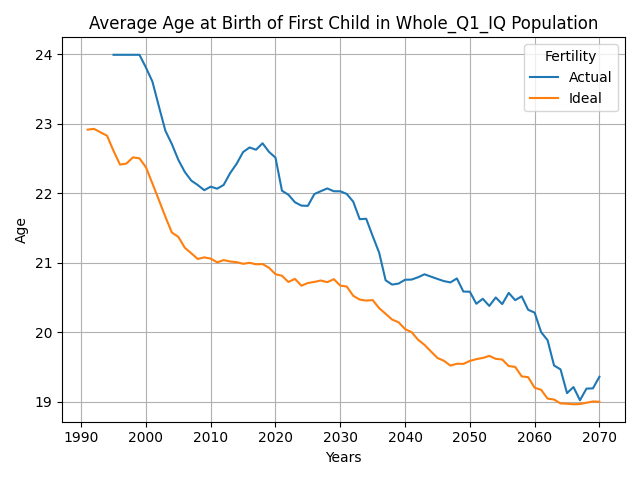 Average Age at Birth of First Child in Whole_Q1_IQ Population
Fertility
Actual
Ideal
Age
24
23
22
21
20
19
1990 2000 2010 2020 2030 2040 2050 2060 2070
Years